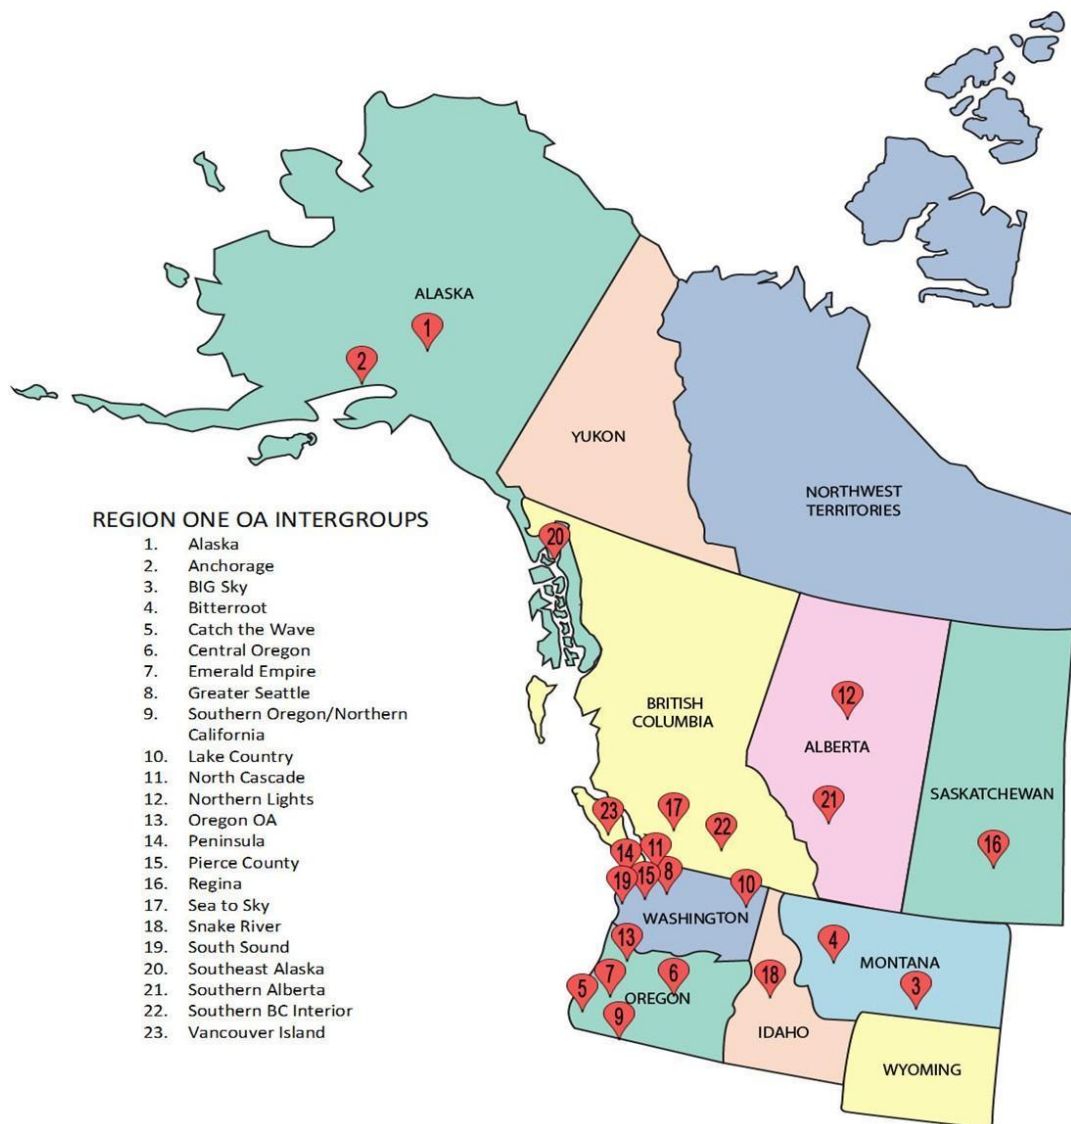 ALASKA
1
2
YUKON
NORTHWEST
TERRITORIES
REGION ONE OA INTERGROUPS
1. Alaska
2. Anchorage
3. BIG Sky
4. Bitterroot
5. Catch the Wave
6. Central Oregon
7. Emerald Empire
8. Greater Seattle
9. Southern Oregon/Northern
California
10. Lake Country
11. North Cascade
12. Northern Lights
13. Oregon OA
14. Peninsula
15. Pierce County
16. Regina
17. Sea to Sky
18. Snake River
19. South Sound
20. Southeast Alaska
21. Southern Alberta
22. Southern BC Interior
23. Vancouver Island
20
BRITISH
COLUMBIA
12
ALBERTA
21
SASKATCHEWAN
16
23
17
22
14
11
19
15
8
10
WASHINGTON
13
4
MONTANA
3
5
7
6
OREGON
9
18
IDAHO
WYOMING